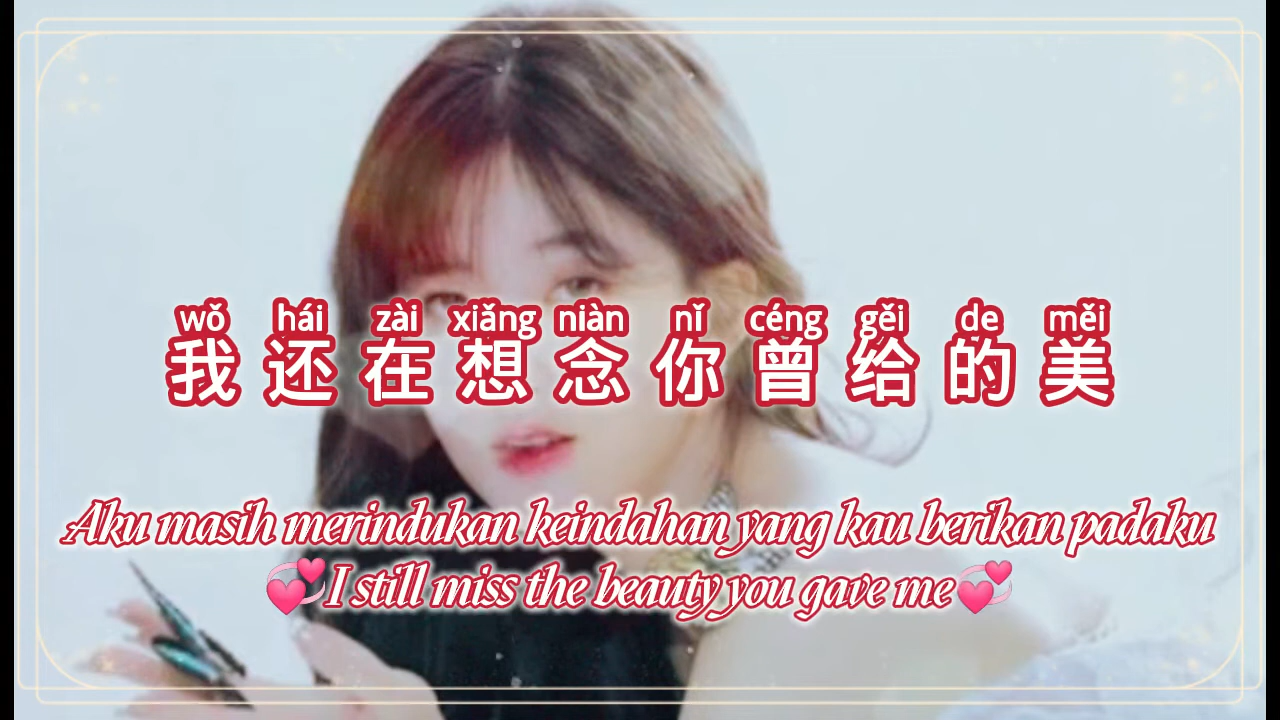 wǒ hái zài xiǎng niàn nǐ céng gěi de měi
我还在想念你曾给的美
Aku masih merindukan keindahan yang kau berikan padaku
💞I still miss the beauty you gave me💞